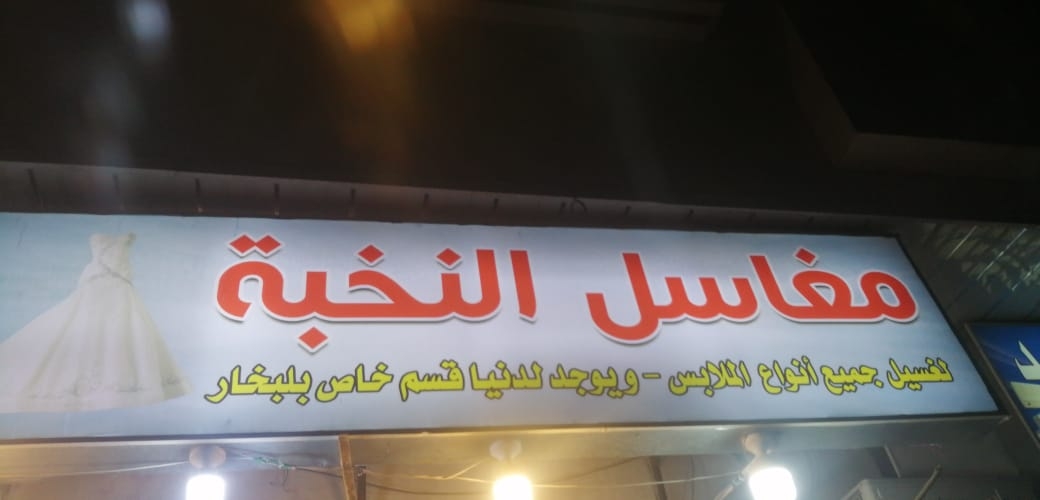 مغاسل النخبة
لغسيل جميع أنواع الملابس - ويوجد لدنيا قسم خاص بلبخار